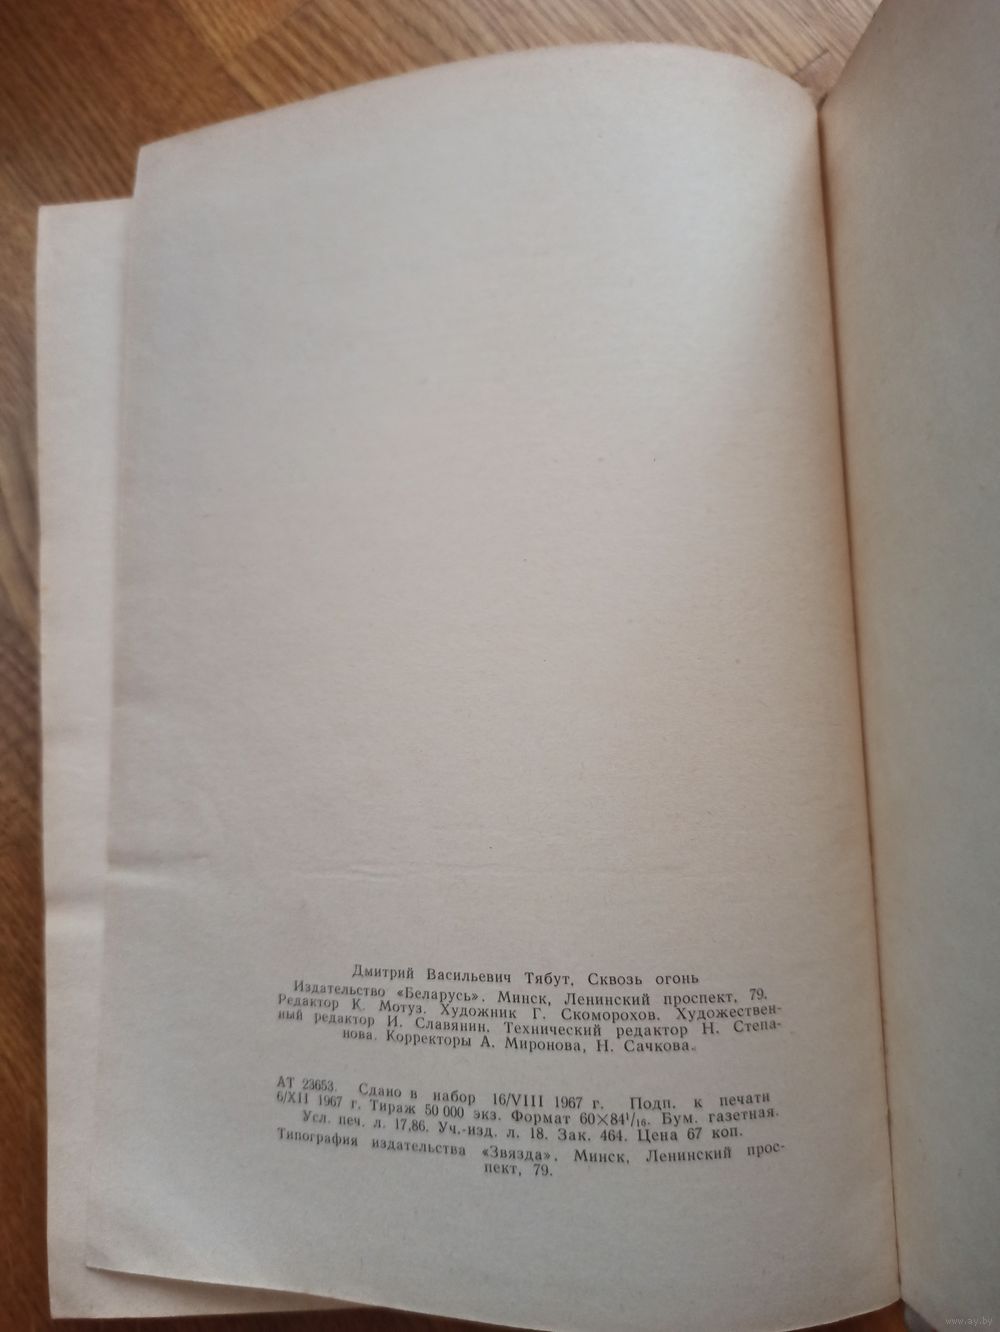 Дмитрий Васильевич Тябут. Сквозь огонь
Издательство «Беларусь». Минск, Ленинский проспект, 79.
Редактор К. Мотуз. Художник Г. Скоморохов. Художествен-
ный редактор И. Славянин. Технический редактор Н. Степа-
нова. Корректоры А. Миронова, Н. Сачкова.
АТ 23653. Сдано в набор 16/VIII 1967 г. Подп. к печати
6/XII 1967 г. Тираж 50 000 экз. Формат 60×84¹/₁₆. Бум. газетная.
Усл. печ. л. 17,86. Уч.-изд. л. 18. Зак. 464. Цена 67 коп.
Типография издательства «Звязда». Минск, Ленинский прос-
пект, 79.
www.ay.by